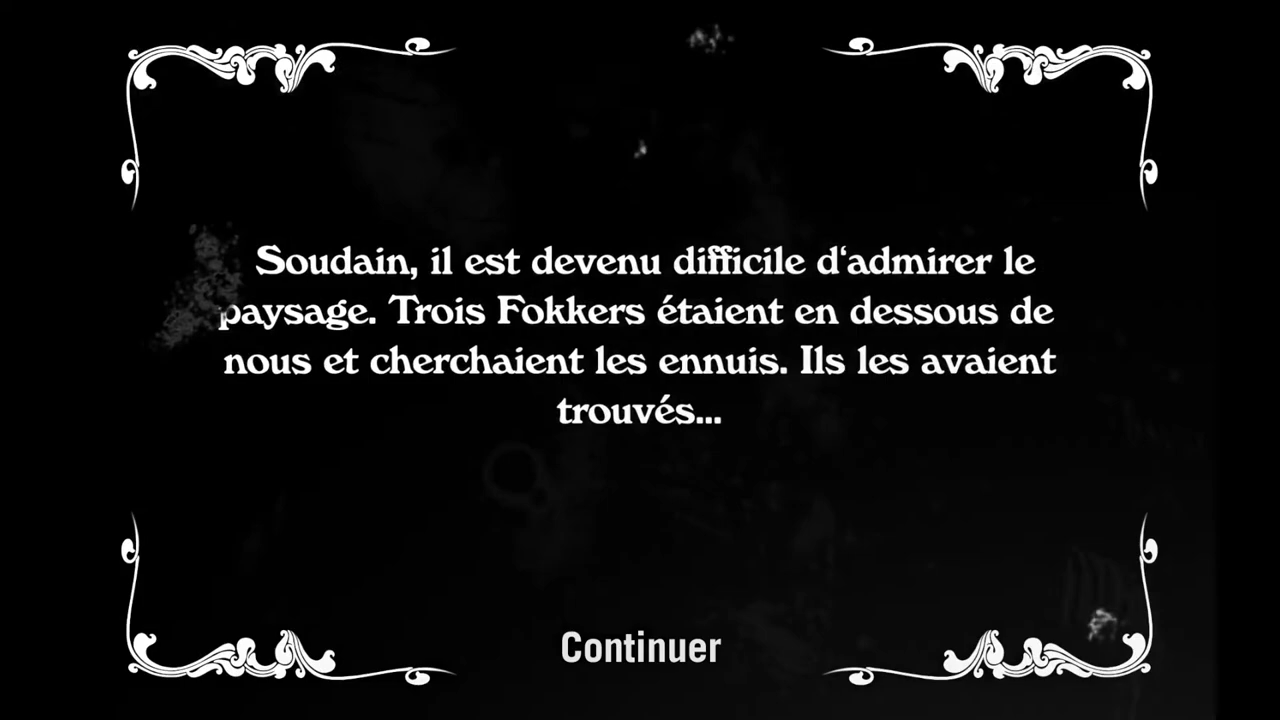 Soudain, il est devenu difficile d‘admirer le
paysage. Trois Fokkers étaient en dessous de
nous et cherchaient les ennuis. Ils les avaient
trouvés...
Continuer